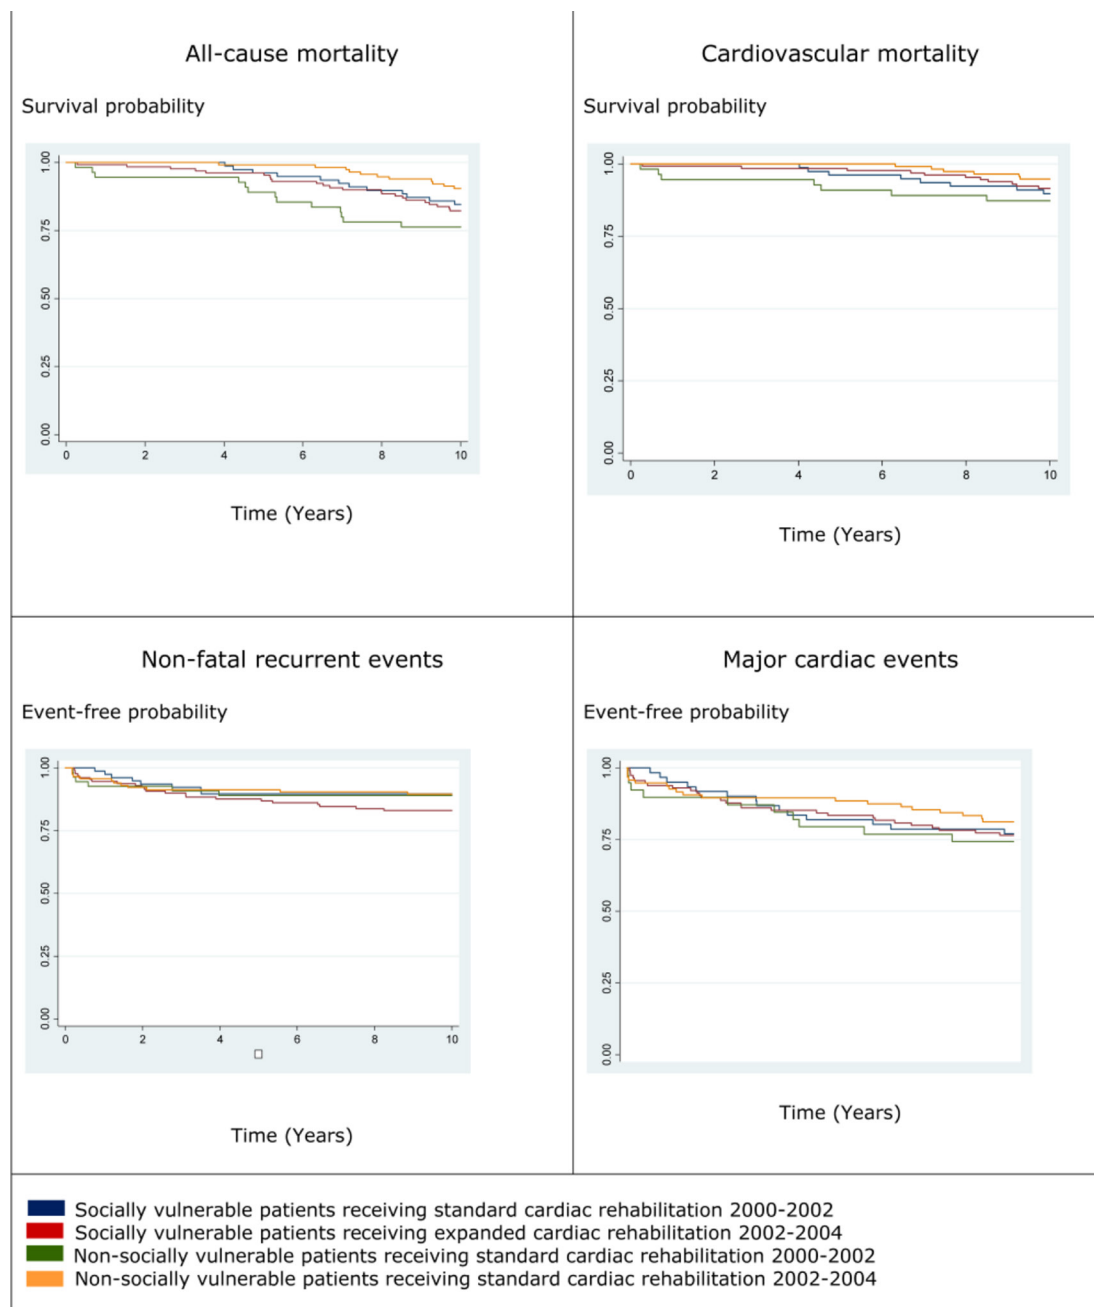 All-cause mortality
Survival probability
1.00
0.75
0.50
0.25
0.00
0 2 4 6 8 10
Time (Years)
Cardiovascular mortality
Survival probability
1.00
0.75
0.50
0.25
0.00
0 2 4 6 8 10
Time (Years)
Non-fatal recurrent events
Event-free probability
1.00
0.75
0.50
0.25
0.00
0 2 4 6 8 10
Time (Years)
Major cardiac events
Event-free probability
1.00
0.75
0.50
0.25
0.00
Time (Years)
Socially vulnerable patients receiving standard cardiac rehabilitation 2000-2002
Socially vulnerable patients receiving expanded cardiac rehabilitation 2002-2004
Non-socially vulnerable patients receiving standard cardiac rehabilitation 2000-2002
Non-socially vulnerable patients receiving standard cardiac rehabilitation 2002-2004